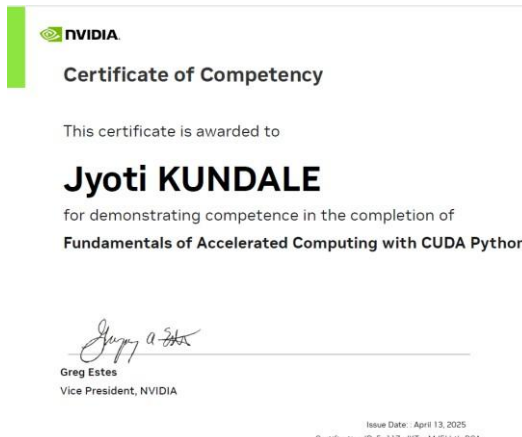 NVIDIA.
Certificate of Competency
This certificate is awarded to
Jyoti KUNDALE
for demonstrating competence in the completion of
Fundamentals of Accelerated Computing with CUDA Python
Greg Estes
Vice President, NVIDIA
Issue Date: : April 13, 2025